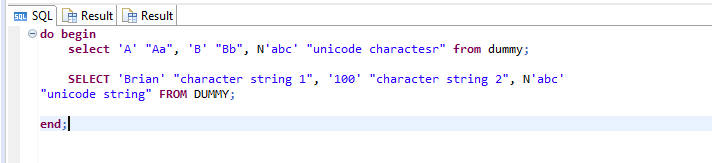 SQL Result Result
do begin
select 'A' "Aa", 'B' "Bb", N'abc' "unicode charactesr" from dummy;
SELECT 'Brian' "character string 1", '100' "character string 2", N'abc'
"unicode string" FROM DUMMY;
end;